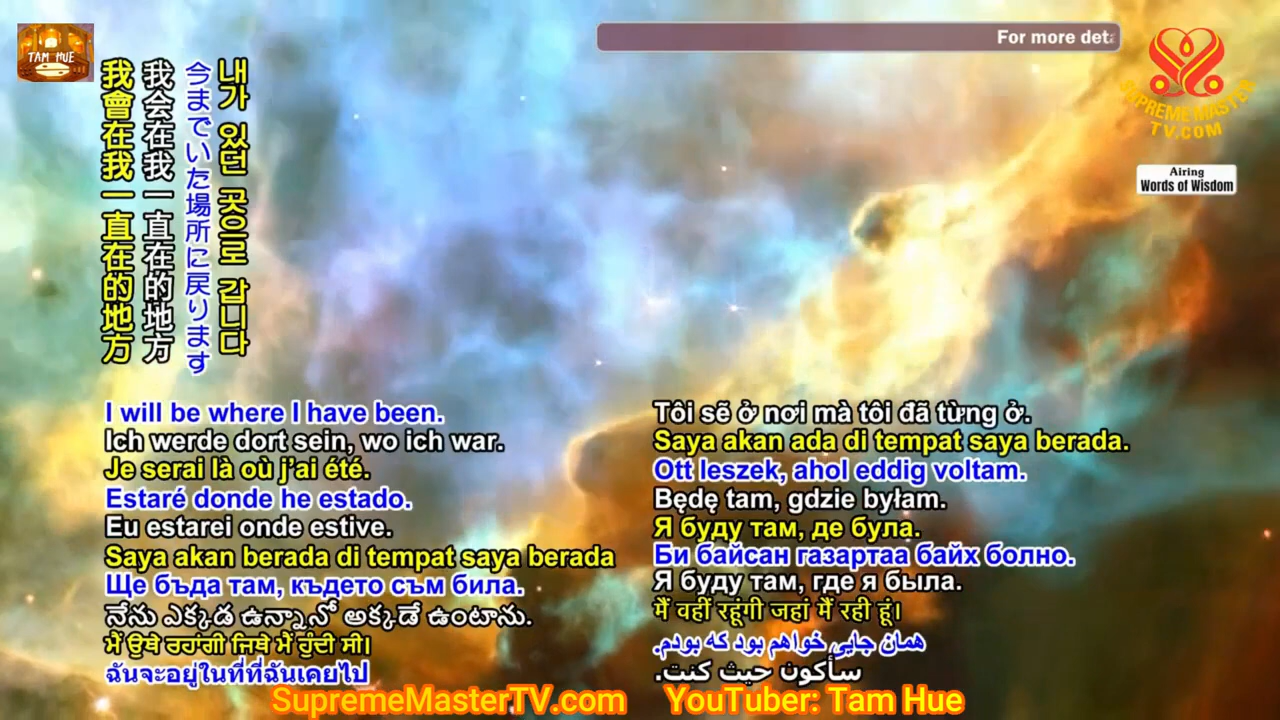 TAM HUE
For more deta
SUPREME MASTER
TV.COM
Airing
Words of Wisdom
내가 있던 곳으로 갑니다
今までいた場所に戻ります
我会在我一直在的地方
我會在我一直在的地方
I will be where I have been.
Ich werde dort sein, wo ich war.
Je serai là où j'ai été.
Estaré donde he estado.
Eu estarei onde estive.
Saya akan berada di tempat saya berada
Ще бъда там, където съм била.
నేను ఎక్కడ ఉన్నానో అక్కడే ఉంటాను.
ਮੈਂ ਉਥੇ ਰਹਾਂਗੀ ਜਿਥੇ ਮੈਂ ਹੁੰਦੀ ਸੀ।
ฉันจะอยู่ในที่ที่ฉันเคยไป
Tôi sẽ ở nơi mà tôi đã từng ở.
Saya akan ada di tempat saya berada.
Ott leszek, ahol eddig voltam.
Będę tam, gdzie byłam.
Я буду там, де була.
Би байсан газартаа байх болно.
Я буду там, где я была.
मैं वहीं रहूंगी जहां मैं रही हूं।
همان جایی خواهم بود که بودم.
سأكون حيث كنت.
SupremeMasterTV.com YouTuber: Tam Hue